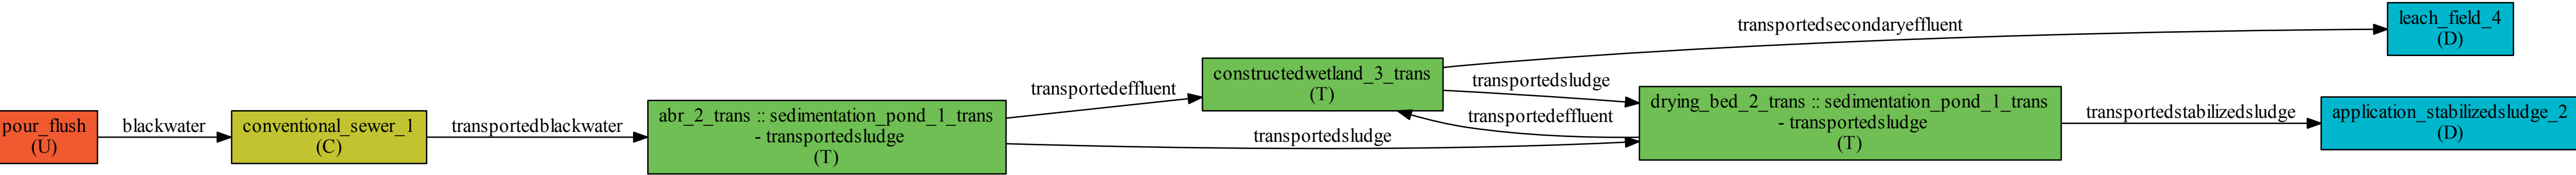 pour_flush
(U)
blackwater
conventional_sewer_1
(C)
transportedblackwater
abr_2_trans :: sedimentation_pond_1_trans
- transportedsludge
(T)
transportedeffluent
transportedsludge
constructedwetland_3_trans
(T)
transportedsecondaryeffluent
transportedsludge
transportedeffluent
drying_bed_2_trans :: sedimentation_pond_1_trans
- transportedsludge
(T)
transportedstabilizedsludge
leach_field_4
(D)
application_stabilizedsludge_2
(D)